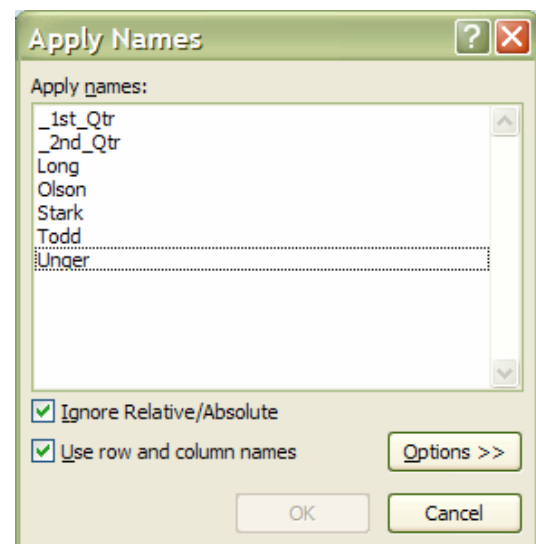 Apply Names
Apply names:
_1st_Qtr
_2nd_Qtr
Long
Olson
Stark
Todd
Unger
Ignore Relative/Absolute
Use row and column names
Options >>
OK
Cancel